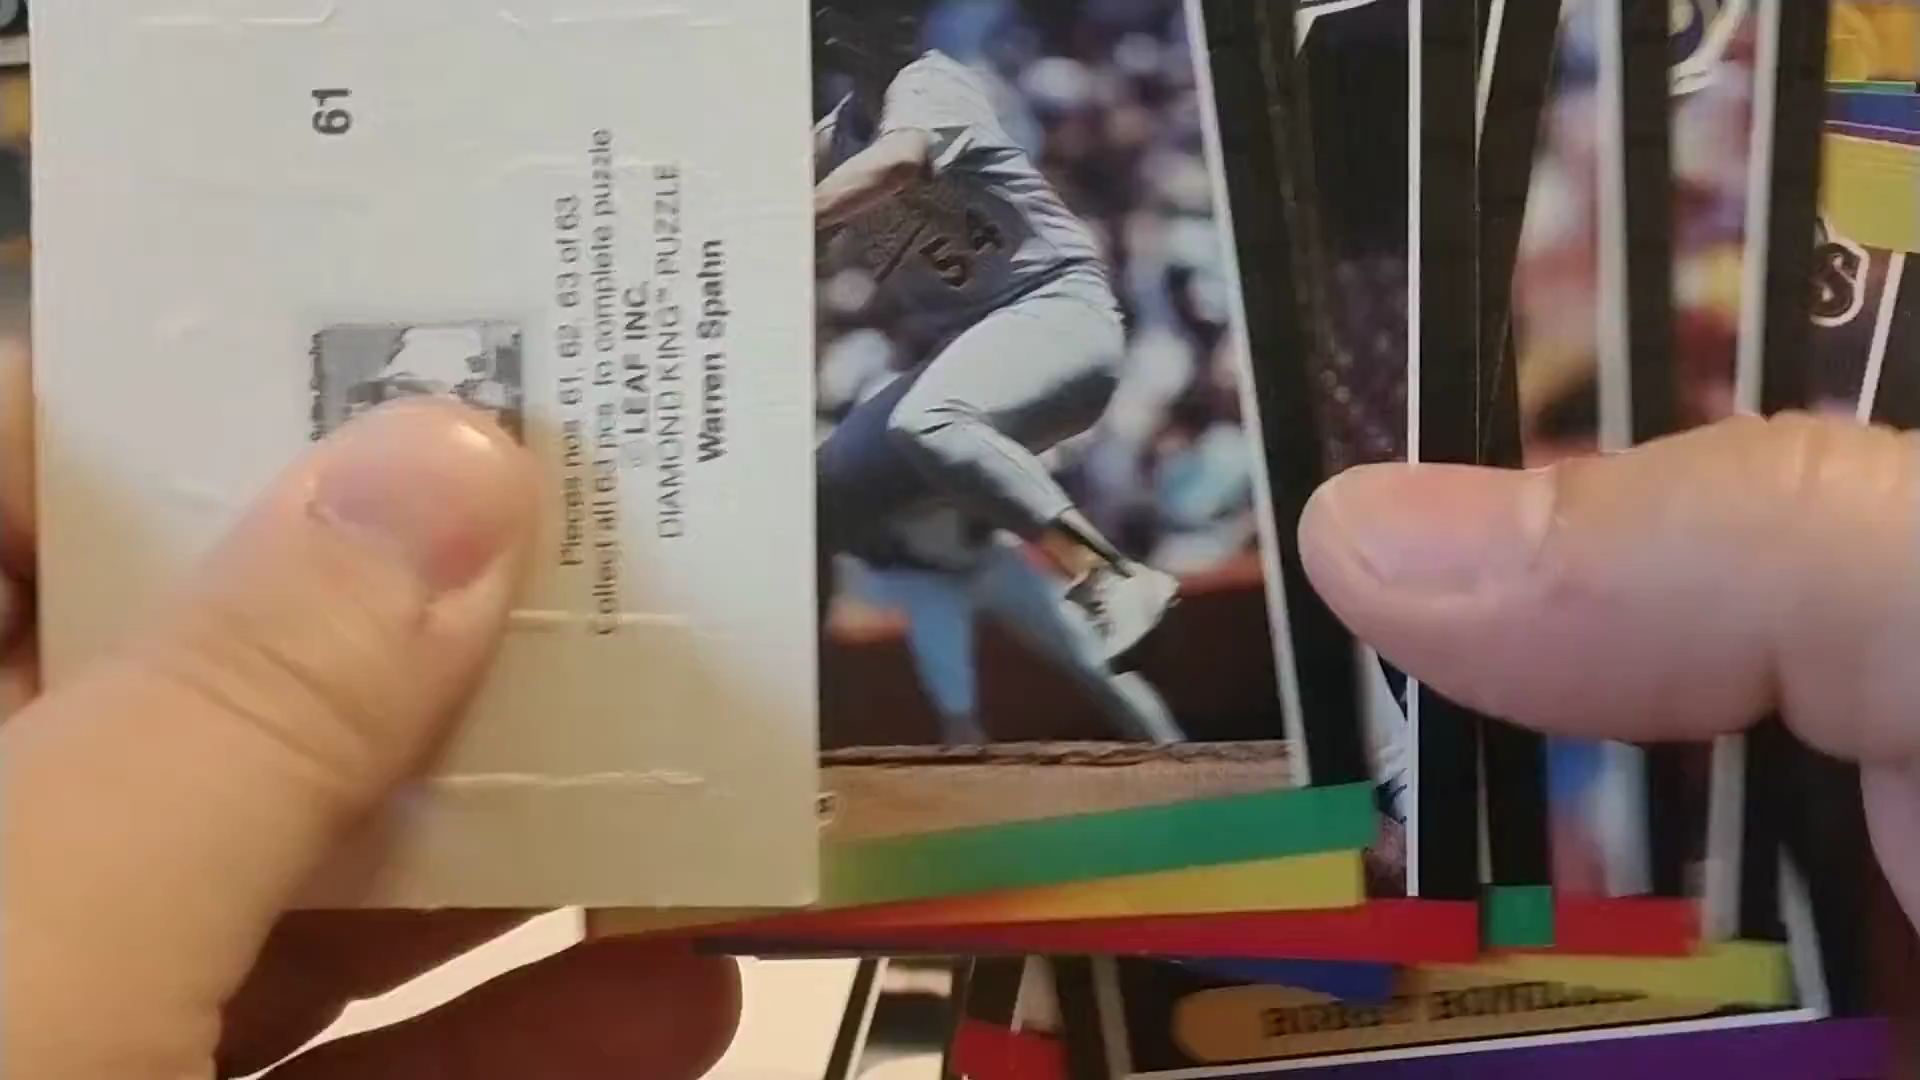 61
Pieces nos 61, 62, 63 of 63
Collect all 63 pcs. to complete puzzle
© LEAF INC.
DIAMOND KING™ PUZZLE
Warren Spahn
54
S